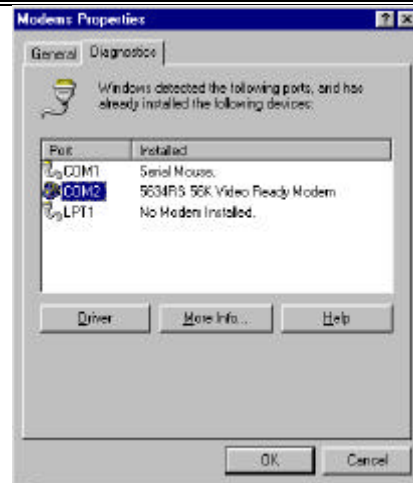 Modems Properties
General Diagnostics
Windows detected the following ports, and has
already installed the following devices:
Port Installed
COM1 Serial Mouse.
COM2 5634RS 56K Video Ready Modem
LPT1 No Modem Installed.
Driver More Info... Help
OK Cancel